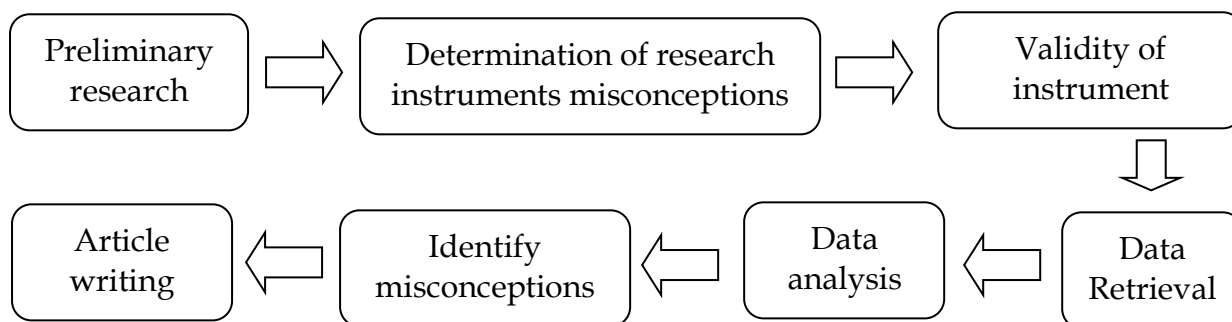 Preliminary
research
Determination of research
instruments misconceptions
Validity of
instrument
Data
Retrieval
Data
analysis
Identify
misconceptions
Article
writing